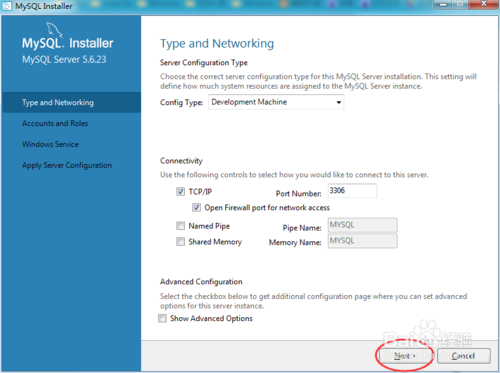 MySQL Installer
MySQL. Installer
MySQL Server 5.6.23
Type and Networking
Accounts and Roles
Windows Service
Apply Server Configuration
Type and Networking
Server Configuration Type
Choose the correct server configuration type for this MySQL Server installation. This setting will
define how much system resources are assigned to the MySQL Server instance.
Config Type: Development Machine
Connectivity
Use the following controls to select how you would like to connect to this server.
TCP/IP Port Number: 3306
Open Firewall port for network access
Named Pipe Pipe Name: MYSQL
Shared Memory Memory Name: MYSQL
Advanced Configuration
Select the checkbox below to get additional configuration page where you can set advanced
options for this server instance.
Show Advanced Options
Next > Cancel